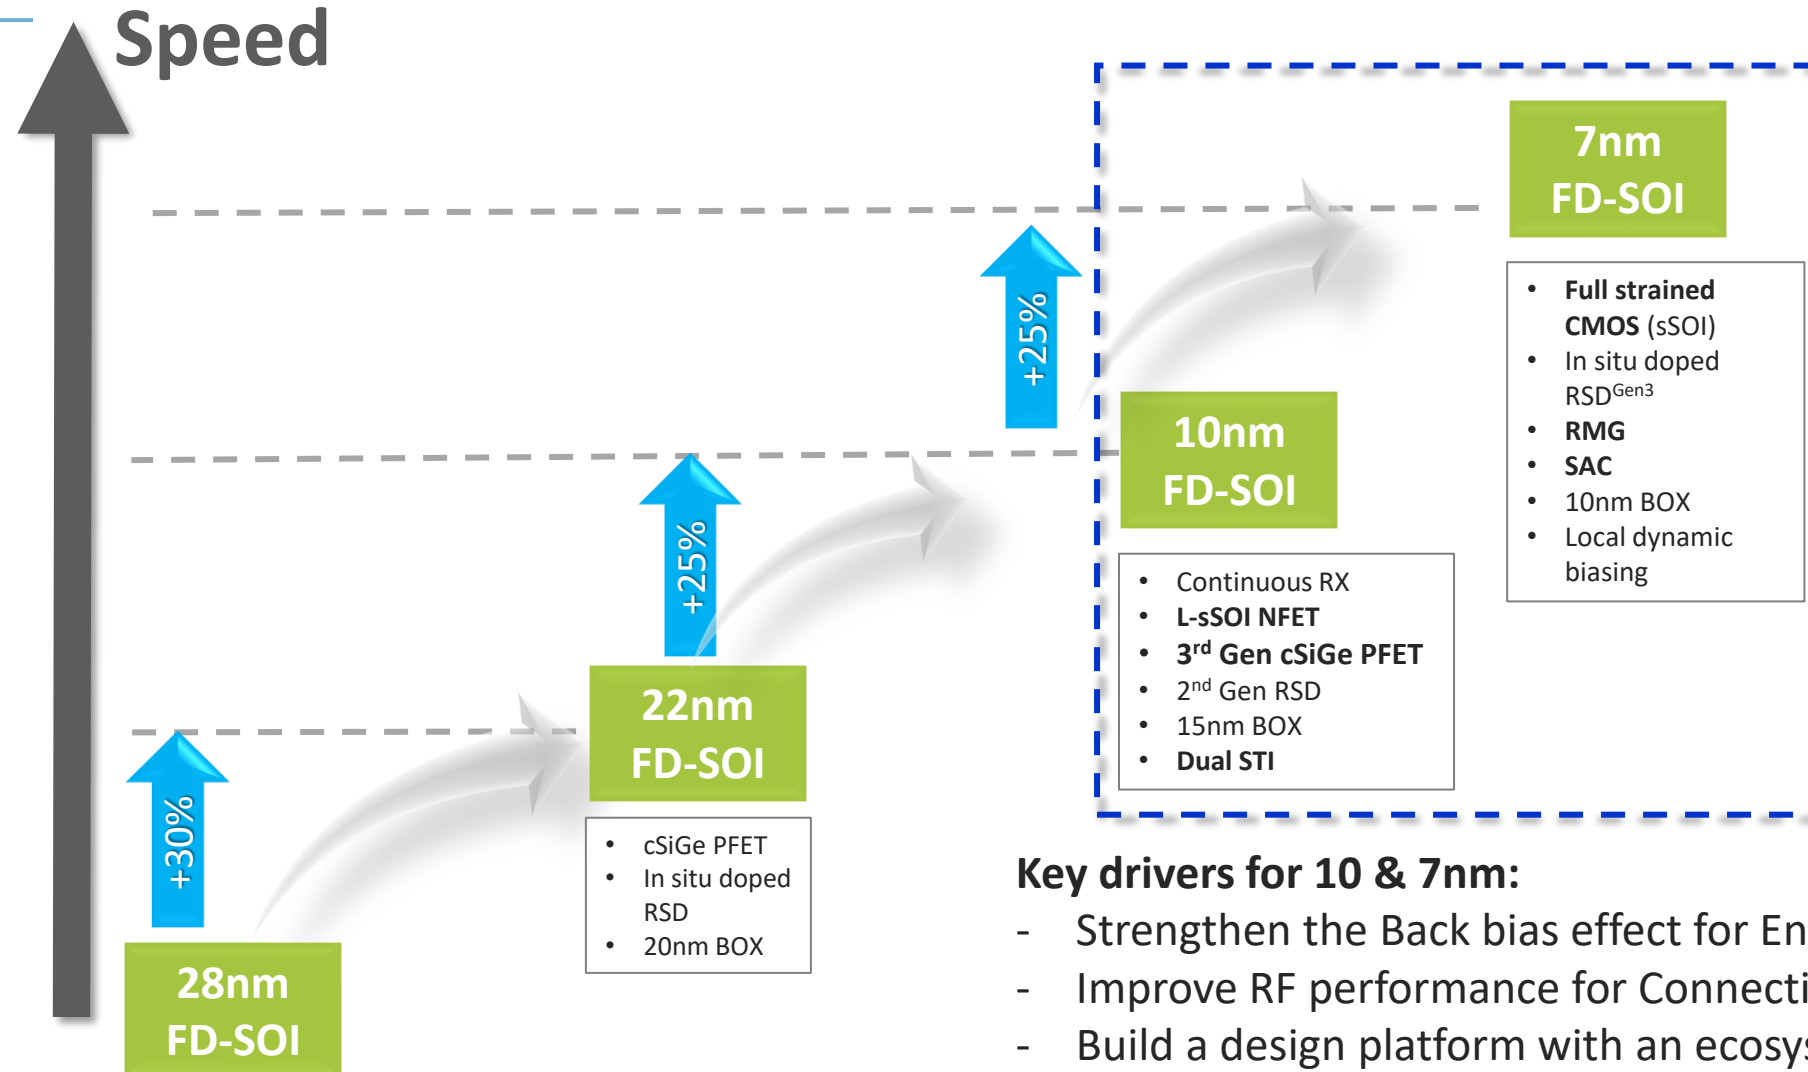 Speed
7nm
FD-SOI
• Full strained
CMOS (sSOI)
• In situ doped
RSDGen3
• RMG
• SAC
• 10nm BOX
• Local dynamic
biasing
+25%
10nm
FD-SOI
• Continuous RX
• L-sSOI NFET
• 3rd Gen cSiGe PFET
• 2nd Gen RSD
• 15nm BOX
• Dual STI
+25%
22nm
FD-SOI
• cSiGe PFET
• In situ doped
RSD
• 20nm BOX
+30%
28nm
FD-SOI
Key drivers for 10 & 7nm:
- Strengthen the Back bias effect for
- Improve RF performance for
- Build a design platform with an